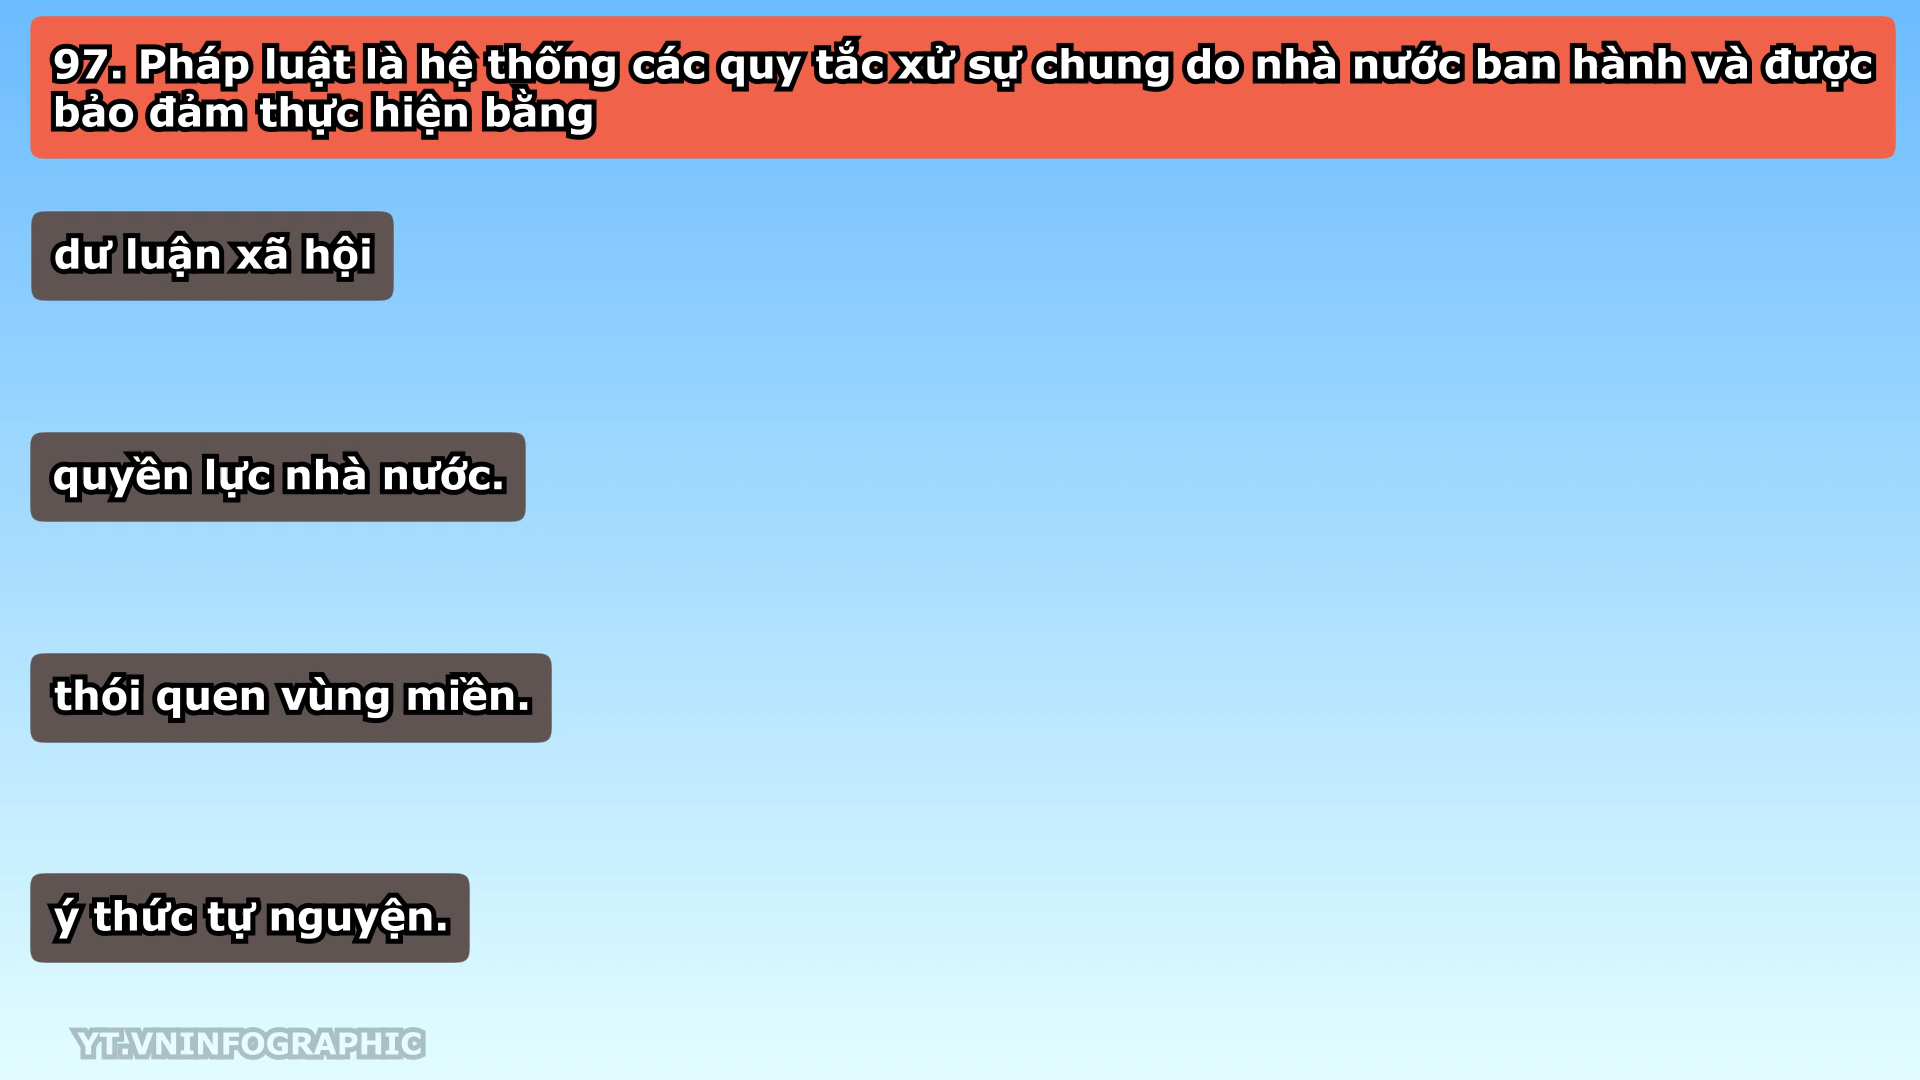 97. Pháp luật là hệ thống các quy tắc xử sự chung do nhà nước ban hành và được
bảo đảm thực hiện bằng
dư luận xã hội
quyền lực nhà nước.
thói quen vùng miền.
ý thức tự nguyện.
YT.VNINFOGRAPHIC